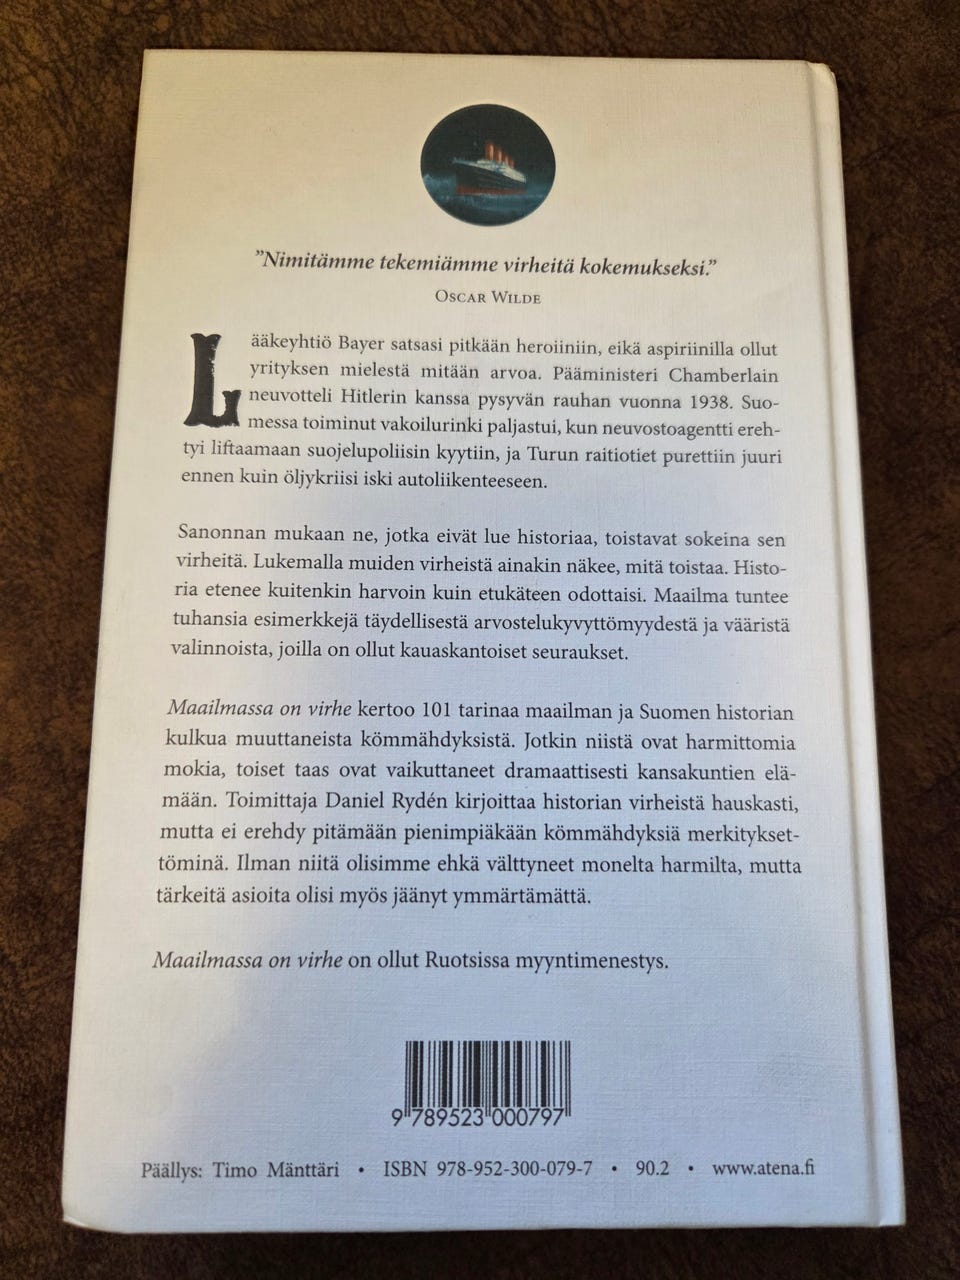 ”Nimitämme tekemiämme virheitä kokemukseksi.”
Oscar Wilde
Lääkeyhtiö Bayer satsasi pitkään heroiiniin, eikä aspiriinilla ollut
yrityksen mielestä mitään arvoa. Pääministeri Chamberlain
neuvotteli Hitlerin kanssa pysyvän rauhan vuonna 1938. Suo-
messa toiminut vakoilurinki paljastui, kun neuvostoagentti ereh-
tyi liftaamaan suojelupoliisin kyytiin, ja Turun raitiotiet purettiin juuri
ennen kuin öljykriisi iski autoliikenteeseen.
Sanonnan mukaan ne, jotka eivät lue historiaa, toistavat sokeina sen
virheitä. Lukemalla muiden virheistä ainakin näkee, mitä toistaa. Histo-
ria etenee kuitenkin harvoin kuin etukäteen odottaisi. Maailma tuntee
tuhansia esimerkkejä täydellisestä arvostelukyvyttömyydestä ja vääristä
valinnoista, joilla on ollut kauaskantoiset seuraukset.
Maailmassa on virhe kertoo 101 tarinaa maailman ja Suomen historian
kulkua muuttaneista kömmähdyksistä. Jotkin niistä ovat harmittomia
mokia, toiset taas ovat vaikuttaneet dramaattisesti kansakuntien elä-
mään. Toimittaja Daniel Rydén kirjoittaa historian virheistä hauskasti,
mutta ei erehdy pitämään pienimpiäkään kömmähdyksiä merkitykset-
töminä. Ilman niitä olisimme ehkä välttyneet monelta harmilta, mutta
tärkeitä asioita olisi myös jäänyt ymmärtämättä.
Maailmassa on virhe on ollut Ruotsissa myyntimenestys.
9 789523 000797
Päällys: Timo Mänttäri • ISBN 978-952-300-079-7 • 90.2 • www.atena.fi